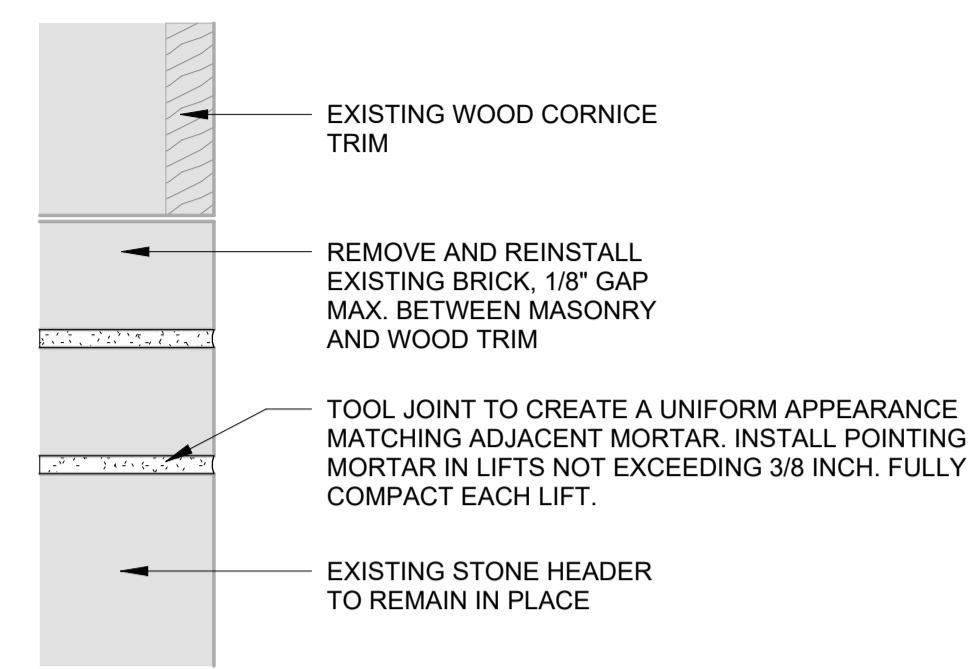 EXISTING WOOD CORNICE
TRIM
REMOVE AND REINSTALL
EXISTING BRICK, 1/8" GAP
MAX. BETWEEN MASONRY
AND WOOD TRIM
TOOL JOINT TO CREATE A UNIFORM APPEARANCE
MATCHING ADJACENT MORTAR. INSTALL POINTING
MORTAR IN LIFTS NOT EXCEEDING 3/8 INCH. FULLY
COMPACT EACH LIFT.
EXISTING STONE HEADER
TO REMAIN IN PLACE